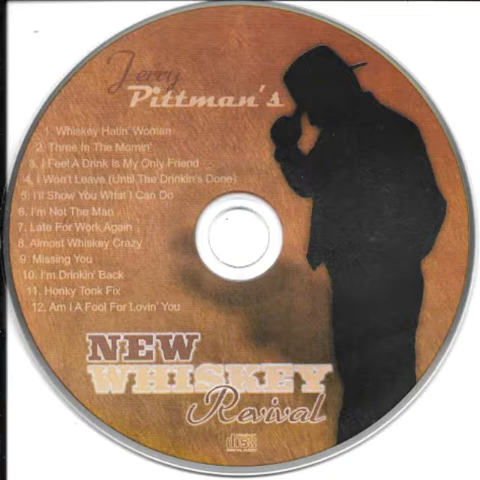 Jerry
Pittman's
1. Whiskey Hatin' Woman
2. Three In The Mornin'
3. I Feel A Drink Is My Only Friend
4. I Won't Leave (Until The Drinkin's Done)
5. I'll Show You What I Can Do
6. I'm Not The Man
7. Late For Work Again
8. Almost Whiskey Crazy
9. Missing You
10. I'm Drinkin' Back
11. Honky Tonk Fix
12. Am I A Fool For Lovin' You
NEW
WHISKEY
Revival
disc